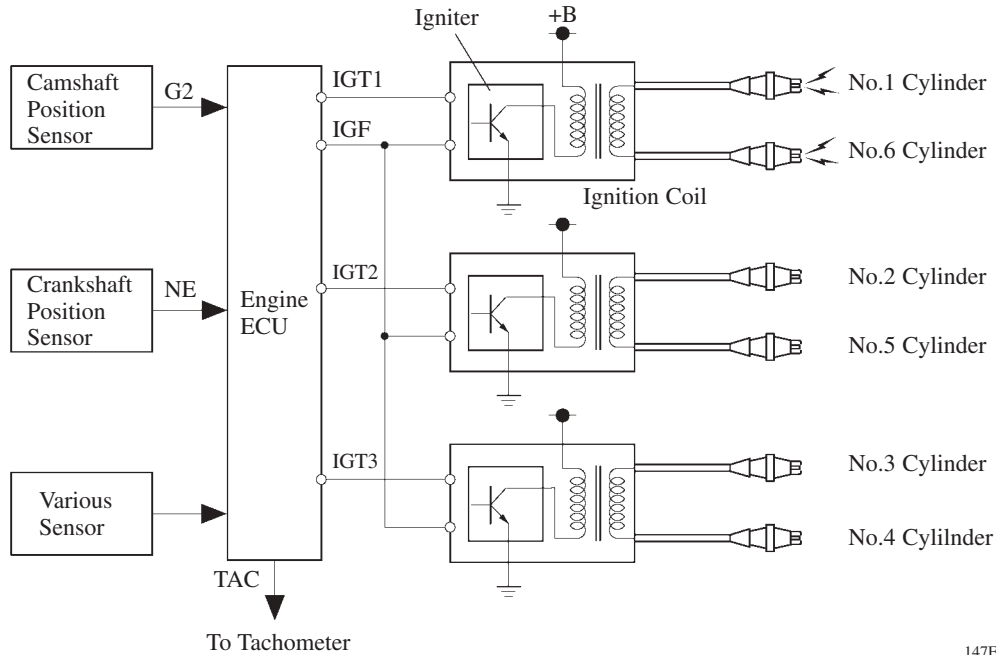 Igniter
+B
Camshaft
Position
Sensor
G2
IGT1
IGF
No.1 Cylinder
No.6 Cylinder
Ignition Coil
Crankshaft
Position
Sensor
NE
Engine
ECU
IGT2
No.2 Cylinder
No.5 Cylinder
Various
Sensor
IGT3
No.3 Cylinder
No.4 Cylilnder
TAC
To Tachometer